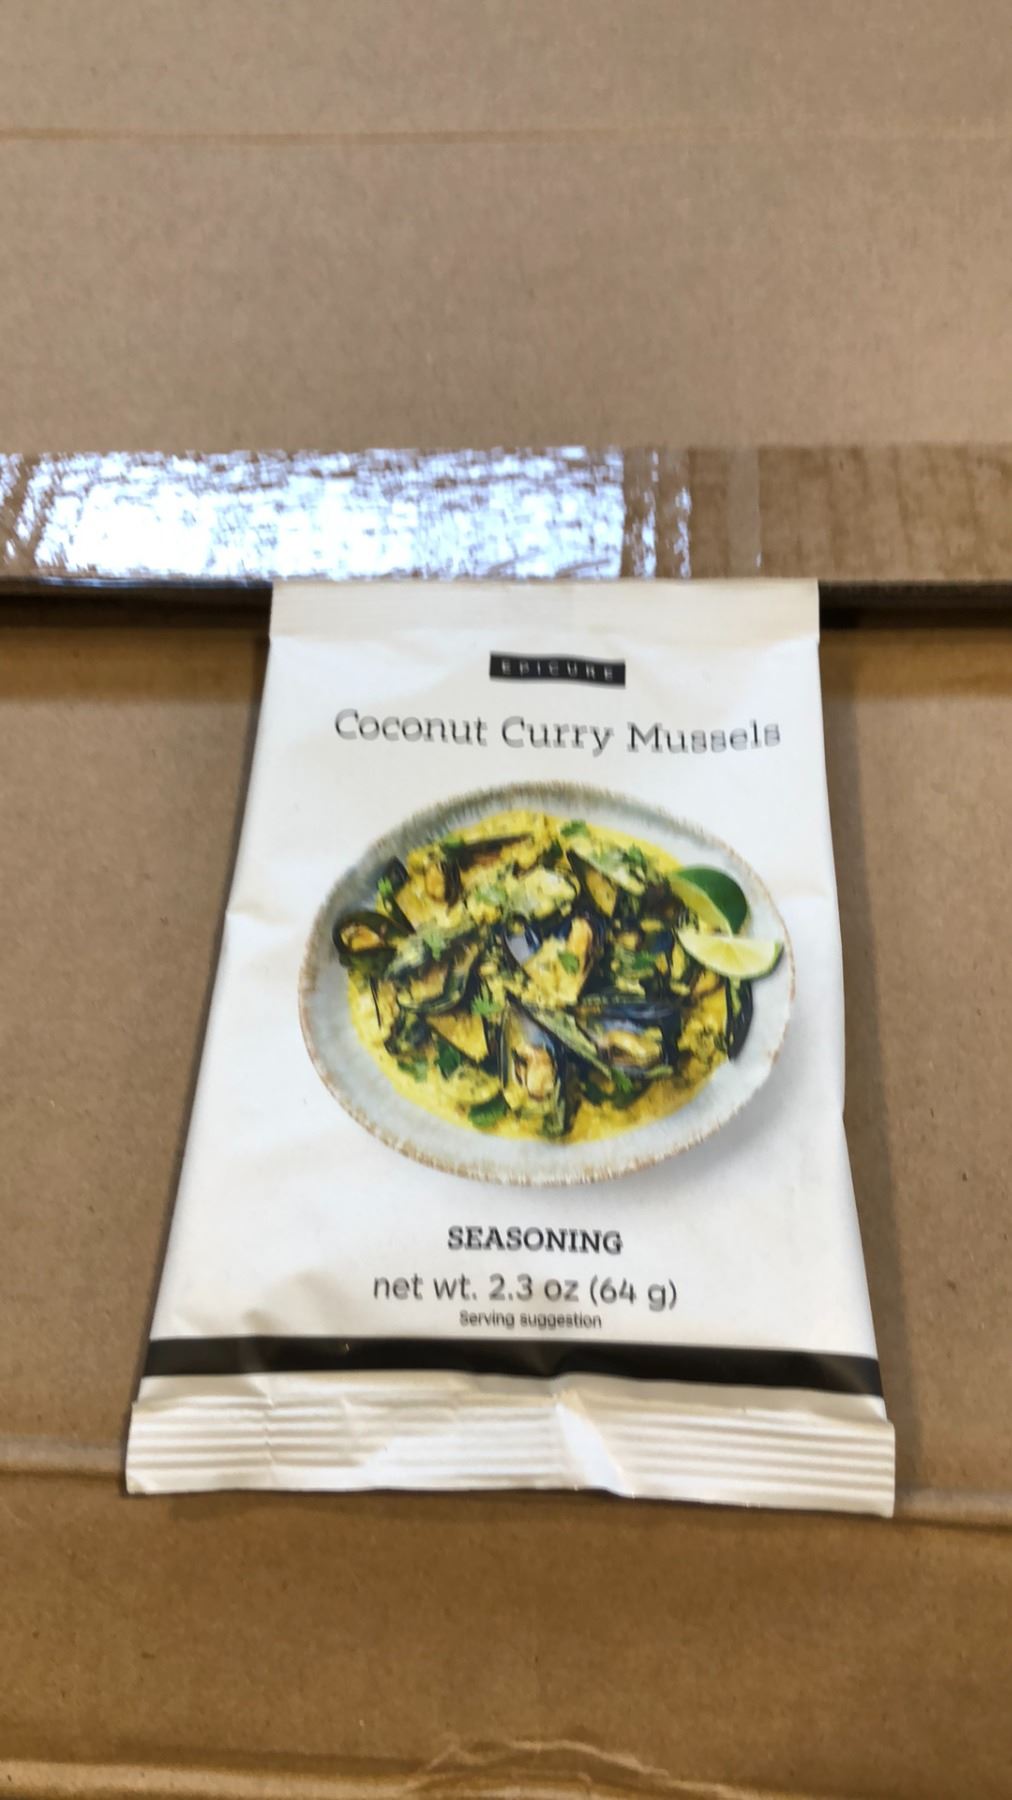 EPICURE
Coconut Curry Mussels
SEASONING
net wt. 2.3 oz (64 g)
Serving suggestion